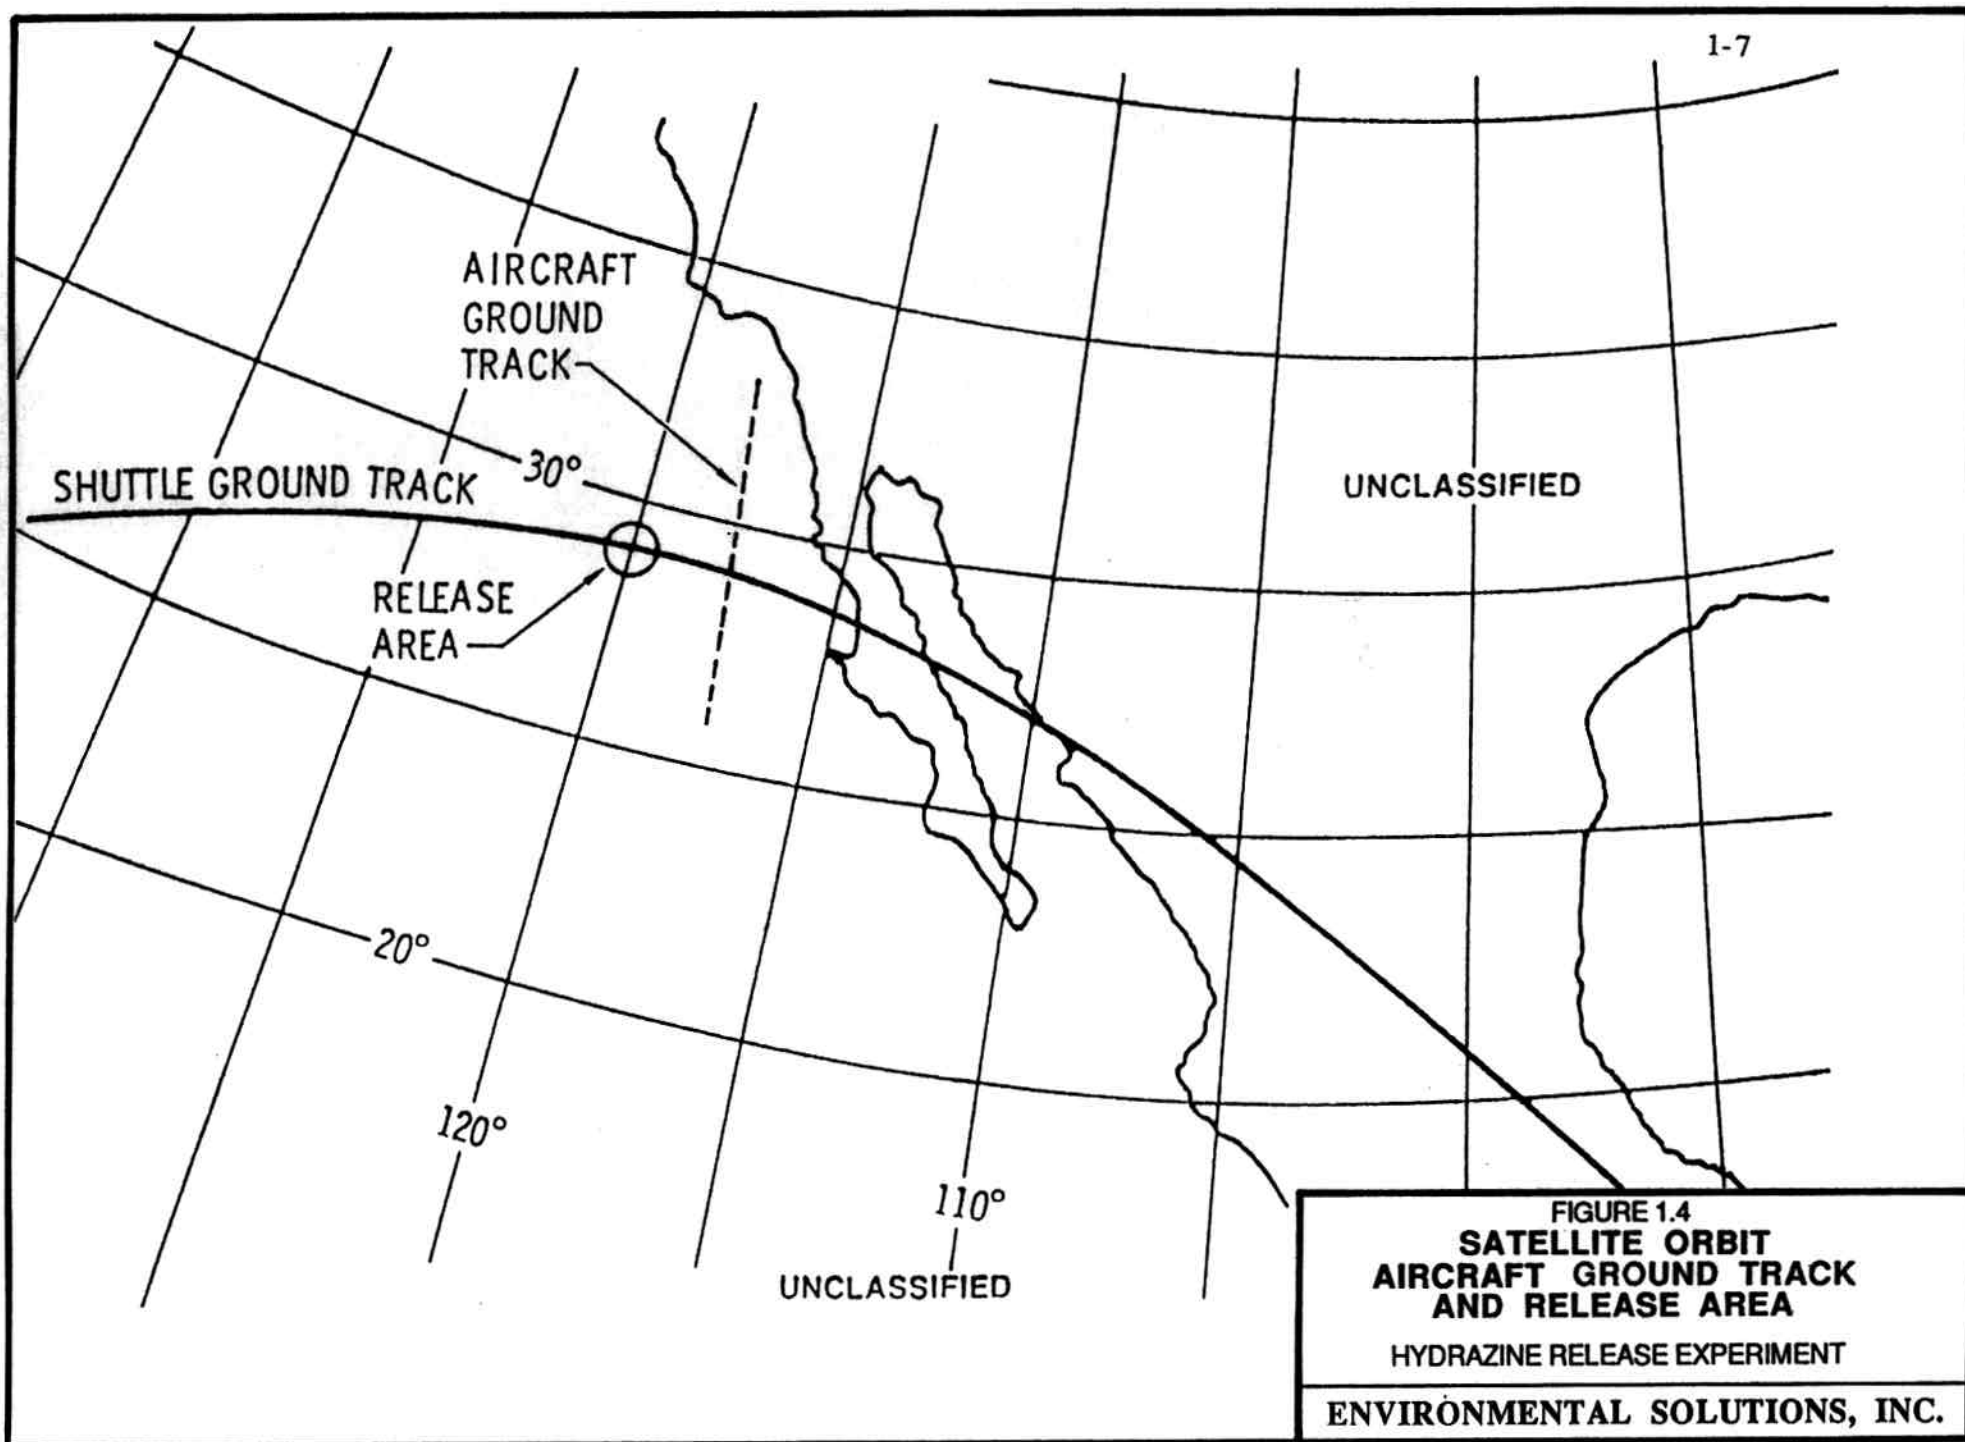 1-7
AIRCRAFT
GROUND
TRACK
30°
SHUTTLE GROUND TRACK
UNCLASSIFIED
RELEASE
AREA
20°
120°
110°
UNCLASSIFIED
FIGURE 1.4
SATELLITE ORBIT
AIRCRAFT GROUND TRACK
AND RELEASE AREA
HYDRAZINE RELEASE EXPERIMENT
ENVIRONMENTAL SOLUTIONS, INC.